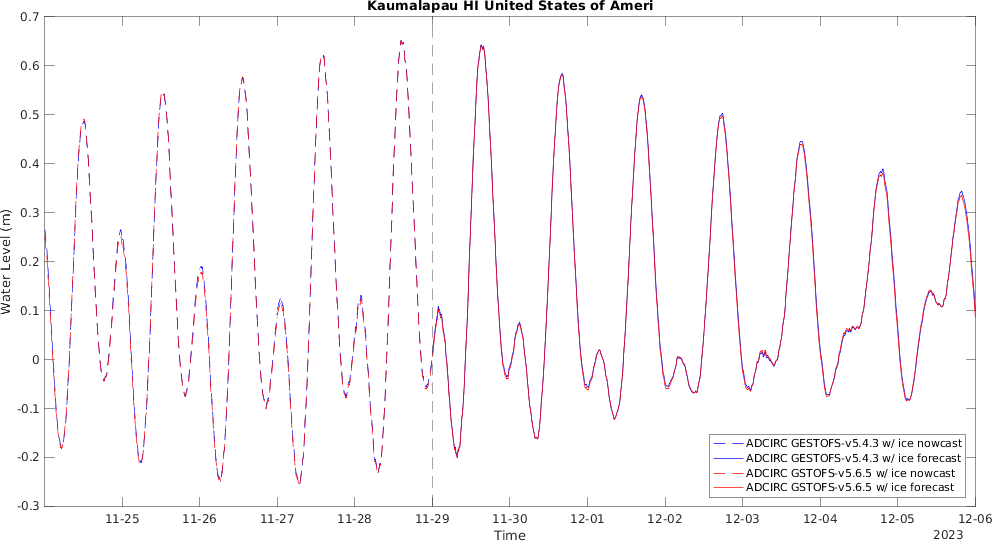 Kaumalapau HI United States of Ameri
0.7
0.6
0.5
0.4
0.3
0.2
0.1
0
-0.1
-0.2
-0.3
Water Level (m)
ADCIRC GESTOFS-v5.4.3 w/ ice nowcast
ADCIRC GESTOFS-v5.4.3 w/ ice forecast
ADCIRC GSTOFS-v5.6.5 w/ ice nowcast
ADCIRC GSTOFS-v5.6.5 w/ ice forecast
11-25 11-26 11-27 11-28 11-29 11-30 12-01 12-02 12-03 12-04 12-05 12-06
Time 2023